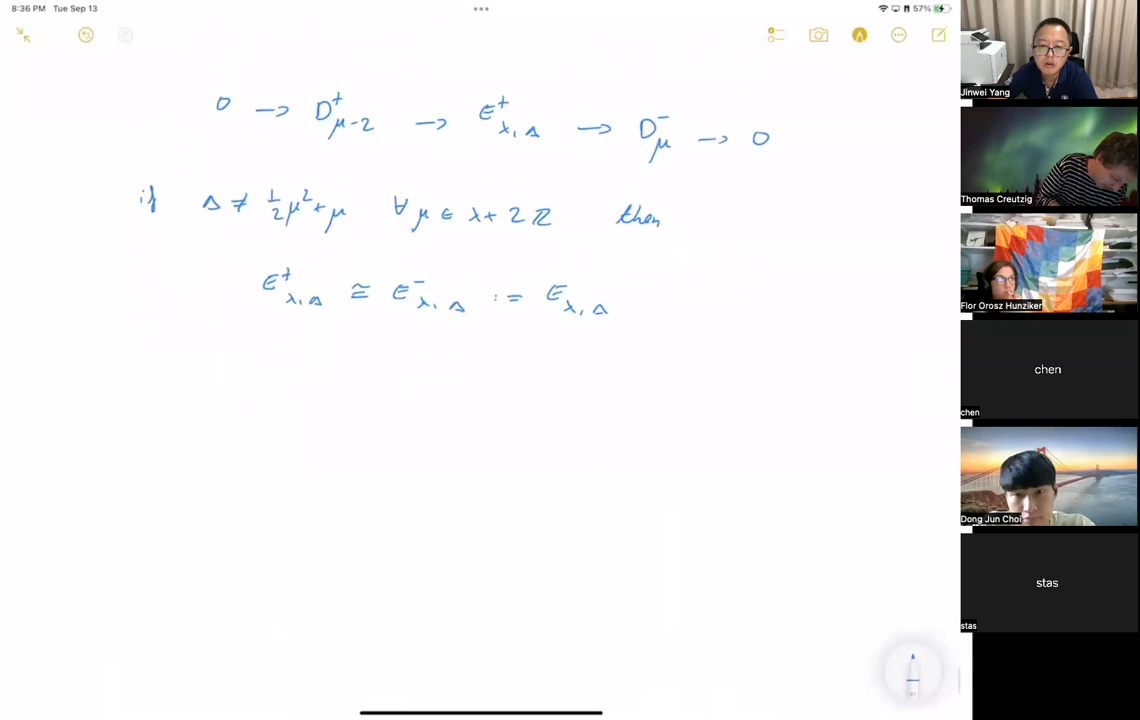 8:36 PM Tue Sep 13
57%
0 → D⁺_{μ-2} → E⁺_{λ,Δ} → D⁻_μ → 0
if Δ ≠ ½μ² + μ ∀ μ ∈ λ + 2ℤ then
E⁺_{λ,Δ} ≅ E⁻_{λ,Δ} := E_{λ,Δ}
Jinwei Yang
Thomas Creutzig
Flor Orosz Hunziker
chen
chen
Dong Jun Choi
stas
stas